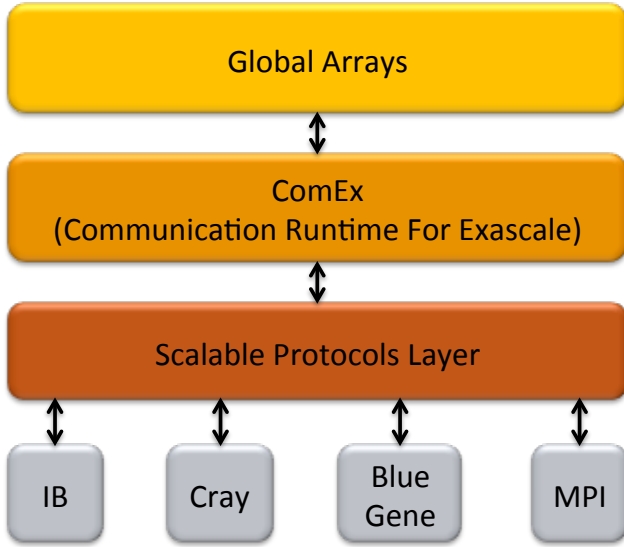 Global Arrays
ComEx
(Communication Runtime For Exascale)
Scalable Protocols Layer
IB
Cray
Blue
Gene
MPI